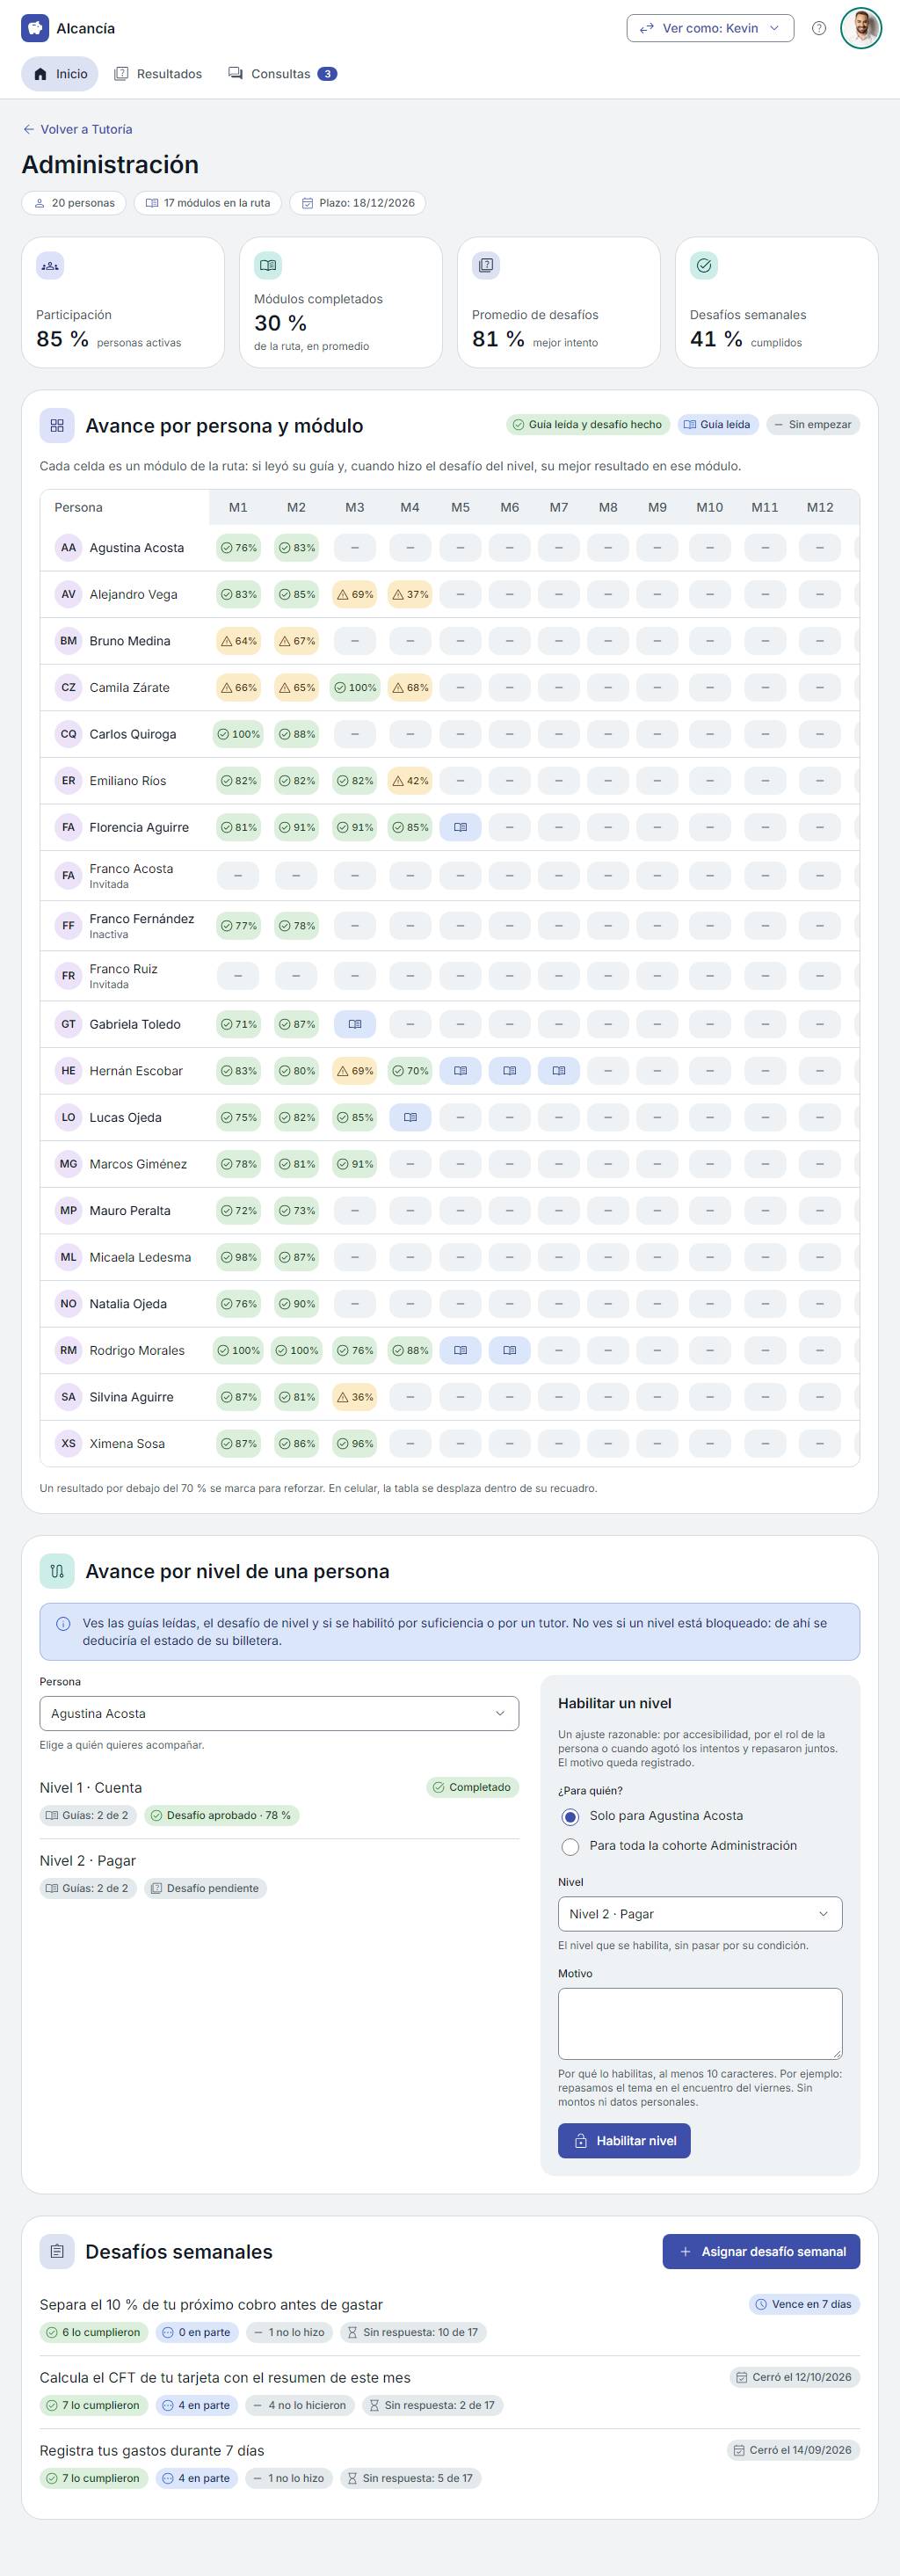 Alcancía
Ver como: Kevin
Inicio
Resultados
Consultas 3
Volver a Tutoría
Administración
20 personas
17 módulos en la ruta
Plazo: 18/12/2026
Participación
85 % personas activas
Módulos completados
30 %
de la ruta, en promedio
Promedio de desafíos
81 % mejor intento
Desafíos semanales
41 % cumplidos
Avance por persona y módulo
Guía leída y desafío hecho
Guía leída
– Sin empezar
Cada celda es un módulo de la ruta: si leyó su guía y, cuando hizo el desafío del nivel, su mejor resultado en ese módulo.
Persona M1 M2 M3 M4 M5 M6 M7 M8 M9 M10 M11 M12
AA Agustina Acosta 76% 83% – – – – – – – – – –
AV Alejandro Vega 83% 85% 69% 37% – – – – – – – –
BM Bruno Medina 64% 67% – – – – – – – – – –
CZ Camila Zárate 66% 65% 100% 68% – – – – – – – –
CQ Carlos Quiroga 100% 88% – – – – – – – – – –
ER Emiliano Ríos 82% 82% 82% 42% – – – – – – – –
FA Florencia Aguirre 81% 91% 91% 85% – – – – – – –
FA Franco Acosta – – – – – – – – – – – –
Invitada
FF Franco Fernández 77% 78% – – – – – – – – – –
Inactiva
FR Franco Ruiz – – – – – – – – – – – –
Invitada
GT Gabriela Toledo 71% 87% – – – – – – – – –
HE Hernán Escobar 83% 80% 69% 70% – – – – –
LO Lucas Ojeda 75% 82% 85% – – – – – – – –
MG Marcos Giménez 78% 81% 91% – – – – – – – – –
MP Mauro Peralta 72% 73% – – – – – – – – – –
ML Micaela Ledesma 98% 87% – – – – – – – – – –
NO Natalia Ojeda 76% 90% – – – – – – – – – –
RM Rodrigo Morales 100% 100% 76% 88% – – – – – –
SA Silvina Aguirre 87% 81% 36% – – – – – – – – –
XS Ximena Sosa 87% 86% 96% – – – – – – – – –
Un resultado por debajo del 70 % se marca para reforzar. En celular, la tabla se desplaza dentro de su recuadro.
Avance por nivel de una persona
Ves las guías leídas, el desafío de nivel y si se habilitó por suficiencia o por un tutor. No ves si un nivel está bloqueado: de ahí se
deduciría el estado de su billetera.
Persona
Agustina Acosta
Elige a quién quieres acompañar.
Nivel 1 · Cuenta
Completado
Guías: 2 de 2
Desafío aprobado · 78 %
Nivel 2 · Pagar
Guías: 2 de 2
Desafío pendiente
Habilitar un nivel
Un ajuste razonable: por accesibilidad, por el rol de la
persona o cuando agotó los intentos y repasaron juntos.
El motivo queda registrado.
¿Para quién?
Solo para Agustina Acosta
Para toda la cohorte Administración
Nivel
Nivel 2 · Pagar
El nivel que se habilita, sin pasar por su condición.
Motivo
Por qué lo habilitas, al menos 10 caracteres. Por ejemplo:
repasamos el tema en el encuentro del viernes. Sin
montos ni datos personales.
Habilitar nivel
Desafíos semanales
+ Asignar desafío semanal
Separa el 10 % de tu próximo cobro antes de gastar
Vence en 7 días
6 lo cumplieron
0 en parte
– 1 no lo hizo
Sin respuesta: 10 de 17
Calcula el CFT de tu tarjeta con el resumen de este mes
Cerró el 12/10/2026
7 lo cumplieron
4 en parte
– 4 no lo hicieron
Sin respuesta: 2 de 17
Registra tus gastos durante 7 días
Cerró el 14/09/2026
7 lo cumplieron
4 en parte
– 1 no lo hizo
Sin respuesta: 5 de 17